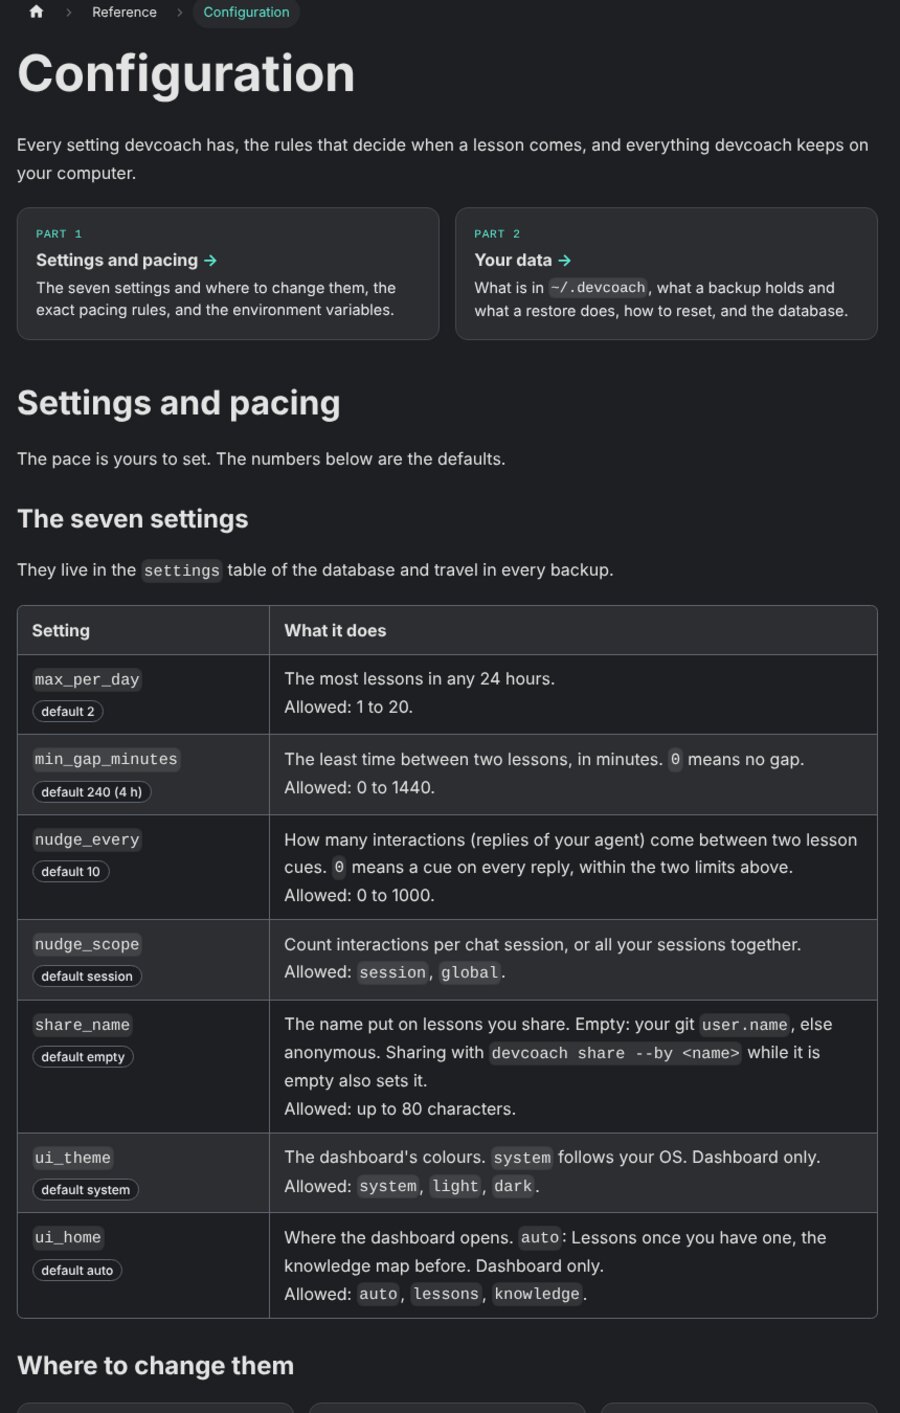 Reference
Configuration
Configuration
Every setting devcoach has, the rules that decide when a lesson comes, and everything devcoach keeps on
your computer.
PART 1
Settings and pacing →
The seven settings and where to change them, the
exact pacing rules, and the environment variables.
PART 2
Your data →
What is in ~/.devcoach, what a backup holds and
what a restore does, how to reset, and the database.
Settings and pacing
The pace is yours to set. The numbers below are the defaults.
The seven settings
They live in the settings table of the database and travel in every backup.
Setting
What it does
max_per_day
default 2
The most lessons in any 24 hours.
Allowed: 1 to 20.
min_gap_minutes
default 240 (4 h)
The least time between two lessons, in minutes. 0 means no gap.
Allowed: 0 to 1440.
nudge_every
default 10
How many interactions (replies of your agent) come between two lesson
cues. 0 means a cue on every reply, within the two limits above.
Allowed: 0 to 1000.
nudge_scope
default session
Count interactions per chat session, or all your sessions together.
Allowed: session, global.
share_name
default empty
The name put on lessons you share. Empty: your git user.name, else
anonymous. Sharing with devcoach share --by <name> while it is
empty also sets it.
Allowed: up to 80 characters.
ui_theme
default system
The dashboard's colours. system follows your OS. Dashboard only.
Allowed: system, light, dark.
ui_home
default auto
Where the dashboard opens. auto: Lessons once you have one, the
knowledge map before. Dashboard only.
Allowed: auto, lessons, knowledge.
Where to change them